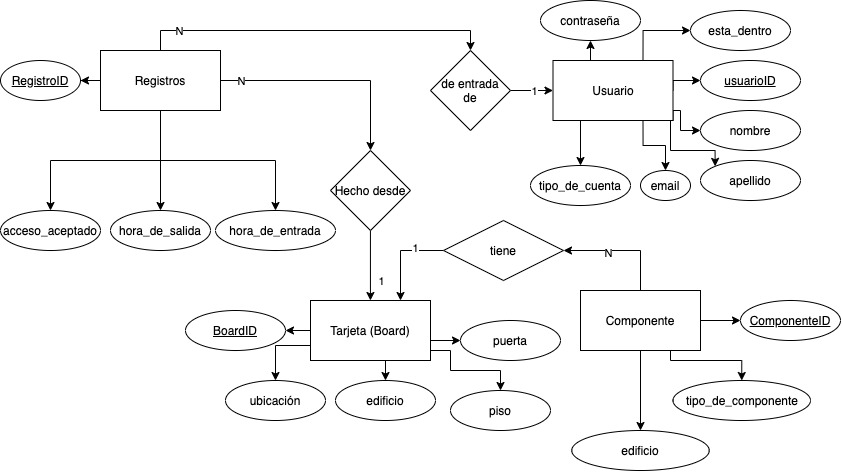 contraseña
N
esta_dentro
RegistroID
Registros
N
de entrada
de
1
Usuario
usuarioID
nombre
Hecho desde
tipo_de_cuenta
email
apellido
acceso_aceptado
hora_de_salida
hora_de_entrada
1
tiene
N
1
BoardID
Tarjeta (Board)
puerta
Componente
ComponenteID
ubicación
edificio
piso
tipo_de_componente
edificio